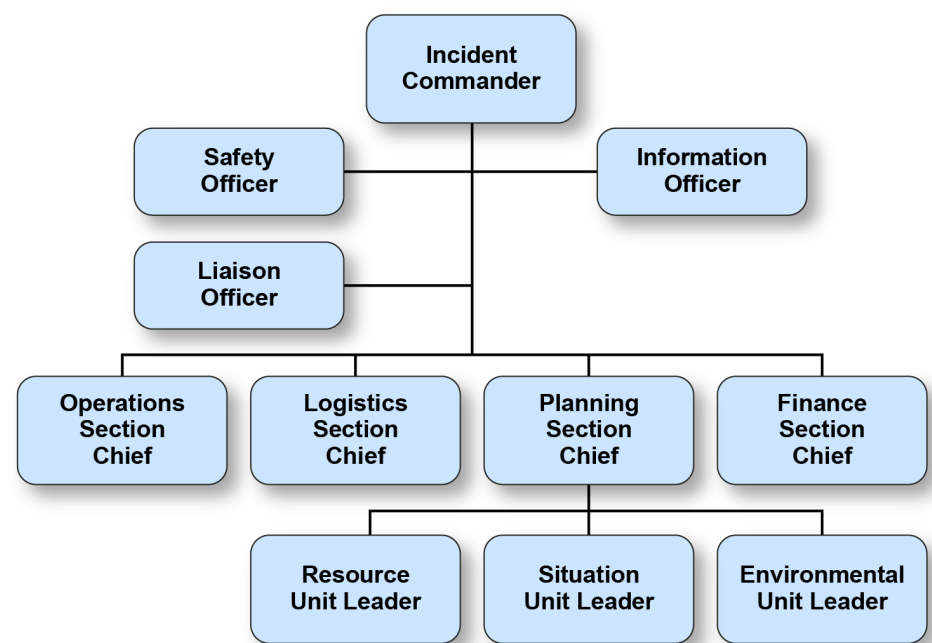 Incident
Commander
Safety
Officer
Information
Officer
Liaison
Officer
Operations
Section
Chief
Logistics
Section
Chief
Planning
Section
Chief
Finance
Section
Chief
Resource
Unit Leader
Situation
Unit Leader
Environmental
Unit Leader